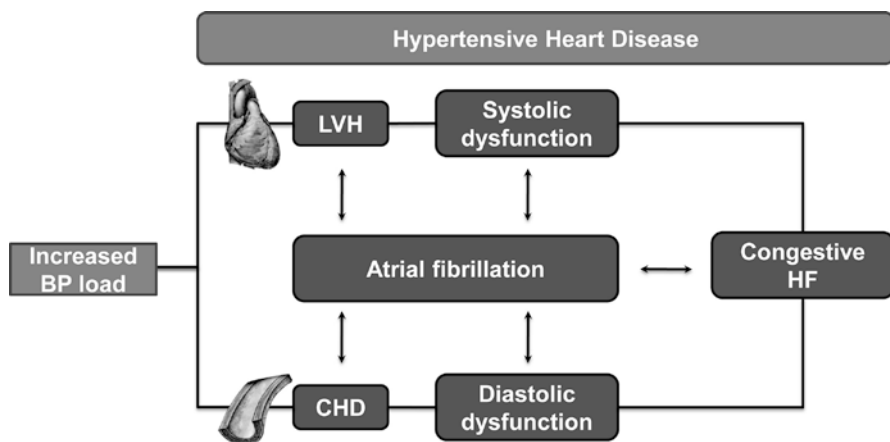 Hypertensive Heart Disease
LVH
Systolic
dysfunction
Increased
BP load
Atrial fibrillation
Congestive
HF
CHD
Diastolic
dysfunction